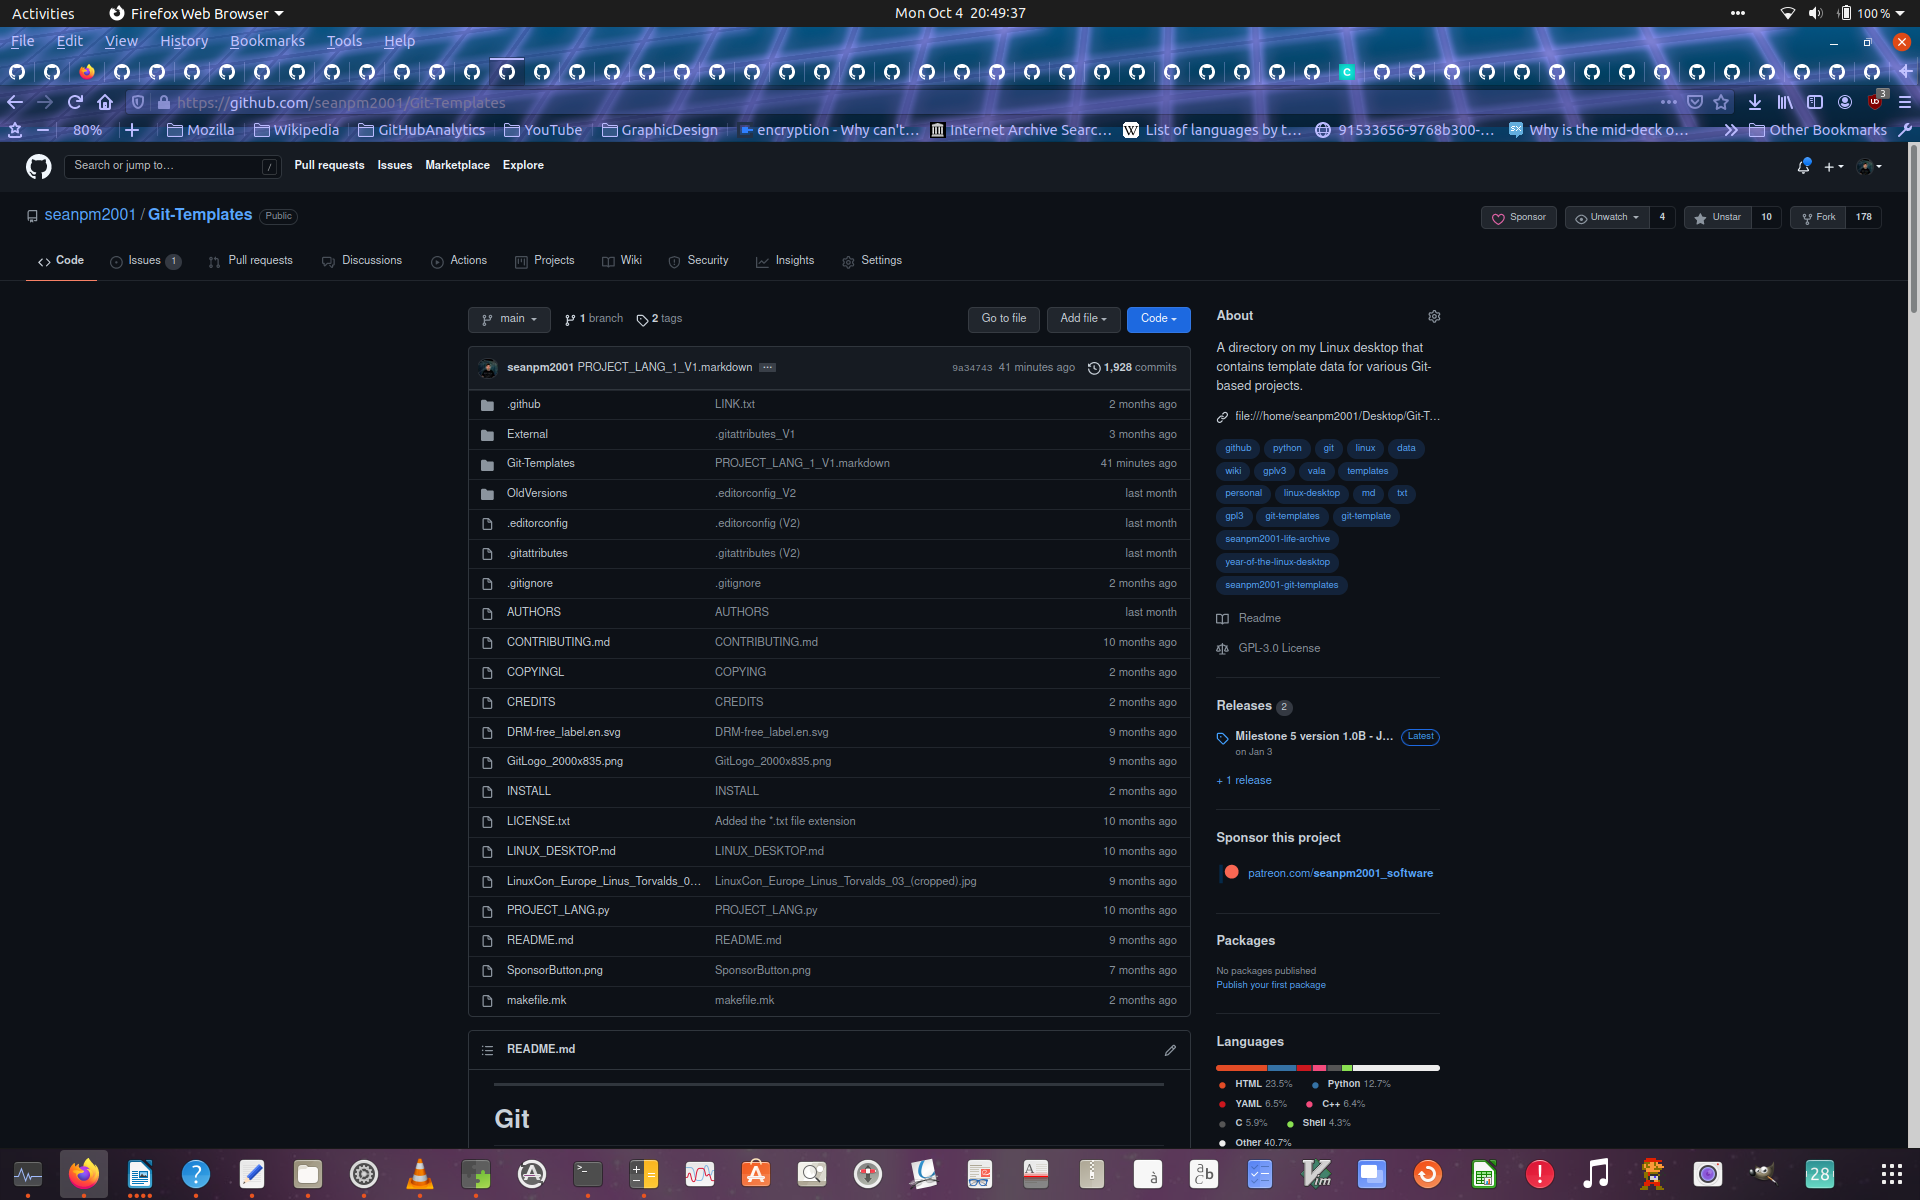 Activities
Firefox Web Browser
Mon Oct 4 20:49:37
100 %
File Edit View History Bookmarks Tools Help
https://github.com/seanpm2001/Git-Templates
3
80%
Mozilla
Wikipedia
GitHubAnalytics
YouTube
GraphicDesign
encryption - Why can't...
Internet Archive Searc...
List of languages by t...
91533656-9768b300-...
Why is the mid-deck o...
Other Bookmarks
Search or jump to...
/
Pull requests Issues Marketplace Explore
seanpm2001 / Git-Templates Public
Sponsor
Unwatch 4
Unstar 10
Fork 178
Code
Issues 1
Pull requests
Discussions
Actions
Projects
Wiki
Security
Insights
Settings
main
1 branch
2 tags
Go to file
Add file
Code
seanpm2001 PROJECT_LANG_1_V1.markdown ... 9a34743 41 minutes ago 1,928 commits
.github LINK.txt 2 months ago
External .gitattributes_V1 3 months ago
Git-Templates PROJECT_LANG_1_V1.markdown 41 minutes ago
OldVersions .editorconfig_V2 last month
.editorconfig .editorconfig (V2) last month
.gitattributes .gitattributes (V2) last month
.gitignore .gitignore 2 months ago
AUTHORS AUTHORS last month
CONTRIBUTING.md CONTRIBUTING.md 10 months ago
COPYINGL COPYING 2 months ago
CREDITS CREDITS 2 months ago
DRM-free_label.en.svg DRM-free_label.en.svg 9 months ago
GitLogo_2000x835.png GitLogo_2000x835.png 9 months ago
INSTALL INSTALL 2 months ago
LICENSE.txt Added the *.txt file extension 10 months ago
LINUX_DESKTOP.md LINUX_DESKTOP.md 10 months ago
LinuxCon_Europe_Linus_Torvalds_0... LinuxCon_Europe_Linus_Torvalds_03_(cropped).jpg 9 months ago
PROJECT_LANG.py PROJECT_LANG.py 10 months ago
README.md README.md 9 months ago
SponsorButton.png SponsorButton.png 7 months ago
makefile.mk makefile.mk 2 months ago
README.md
Git
About
A directory on my Linux desktop that
contains template data for various Git-
based projects.
file:///home/seanpm2001/Desktop/Git-T...
github python git linux data
wiki gplv3 vala templates
personal linux-desktop md txt
gpl3 git-templates git-template
seanpm2001-life-archive
year-of-the-linux-desktop
seanpm2001-git-templates
Readme
GPL-3.0 License
Releases 2
Milestone 5 version 1.0B - J... Latest
on Jan 3
+ 1 release
Sponsor this project
patreon.com/seanpm2001_software
Packages
No packages published
Publish your first package
Languages
HTML 23.5% Python 12.7%
YAML 6.5% C++ 6.4%
C 5.9% Shell 4.3%
Other 40.7%
28